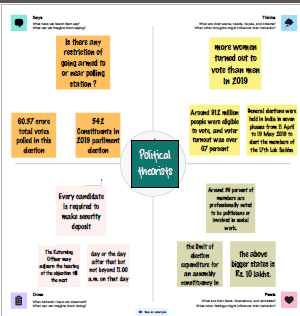 Says
What have we heard them say?
What can we imagine them saying?
Thinks
What are their wants, needs, hopes, and dreams?
What other thoughts might influence their behavior?
Is there any
restriction of
going armed to
or near polling
station ?
more women
turned out to
vote than men
in 2019
60.37 crore
total votes
polled in this
election
542
Constituents in
2019 parliment
election
Around 912 million
people were eligible
to vote, and voter
turnout was over
67 percent
General elections were
held in India in seven
phases from 11 April
to 19 May 2019 to
elect the members of
the 17th Lok Sabha
Political
theorists
Every candidate
is required to
make security
deposit
Around 39 percent of
members are
professionally noted
to be politicians or
involved in social
work.
The Returning
Officer may
adjourn the hearing
of the objection till
the next
day or the day
after that but
not beyond 11.00
a.m. on that day
the limit of
election
expenditure for
an assembly
constituency in
the above
bigger states is
Rs. 10 lakhs.
Does
What behavior have we observed?
What can we imagine them doing?
Feels
What are their fears, frustrations, and anxieties?
What other feelings might influence their behavior?
See an example